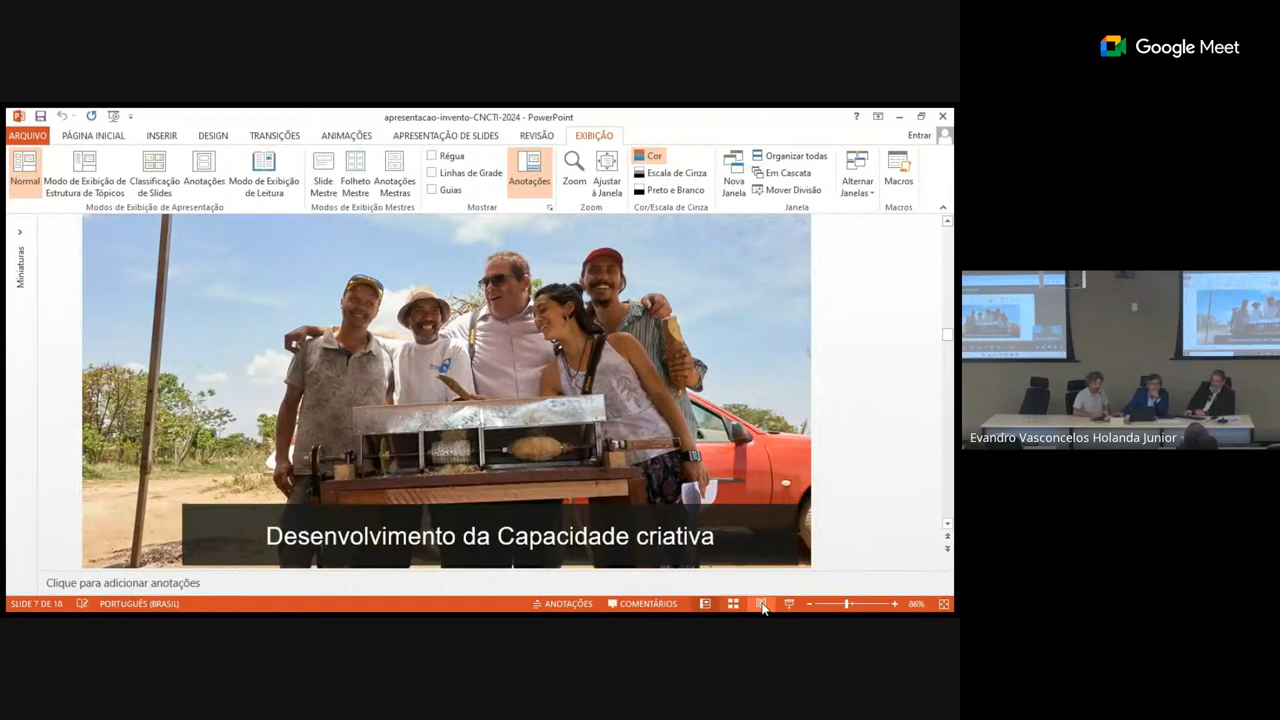 Google Meet
apresentacao-invento-CNCTI-2024 - PowerPoint
ARQUIVO PÁGINA INICIAL INSERIR DESIGN TRANSIÇÕES ANIMAÇÕES APRESENTAÇÃO DE SLIDES REVISÃO EXIBIÇÃO Entrar
Normal
Modo de Exibição de
Estrutura de Tópicos
Classificação
de Slides
Anotações
Modo de Exibição
de Leitura
Modos de Exibição de Apresentação
Slide
Mestre
Folheto
Mestre
Anotações
Mestras
Modos de Exibição Mestres
Régua
Linhas de Grade
Guias
Mostrar
Anotações
Zoom
Ajustar
à Janela
Zoom
Cor
Escala de Cinza
Preto e Branco
Cor/Escala de Cinza
Nova
Janela
Organizar todas
Em Cascata
Mover Divisão
Alternar
Janelas
Janela
Macros
Macros
Miniaturas
Desenvolvimento da Capacidade criativa
Clique para adicionar anotações
SLIDE 7 DE 18 PORTUGUÊS (BRASIL) ANOTAÇÕES COMENTÁRIOS 86%
Evandro Vasconcelos Holanda Junior